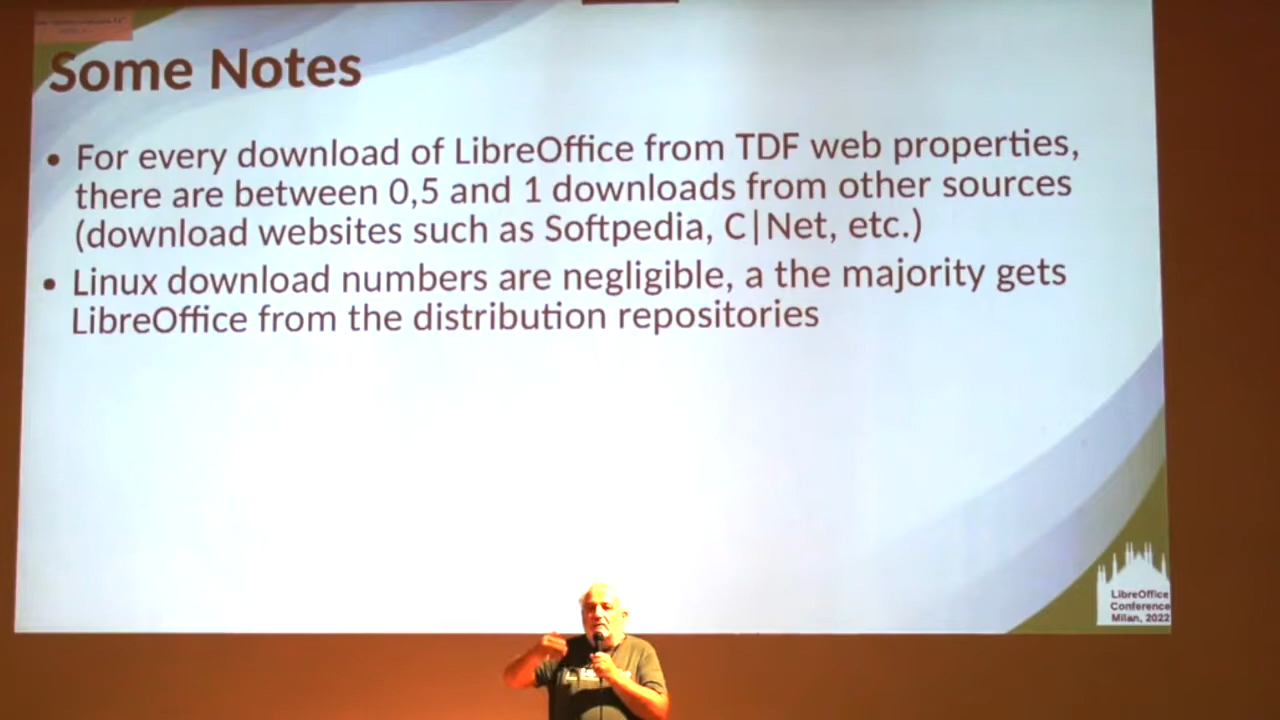 Some Notes
• For every download of LibreOffice from TDF web properties,
there are between 0,5 and 1 downloads from other sources
(download websites such as Softpedia, C|Net, etc.)
• Linux download numbers are negligible, a the majority gets
LibreOffice from the distribution repositories
LibreOffice
Conference
Milan, 2022